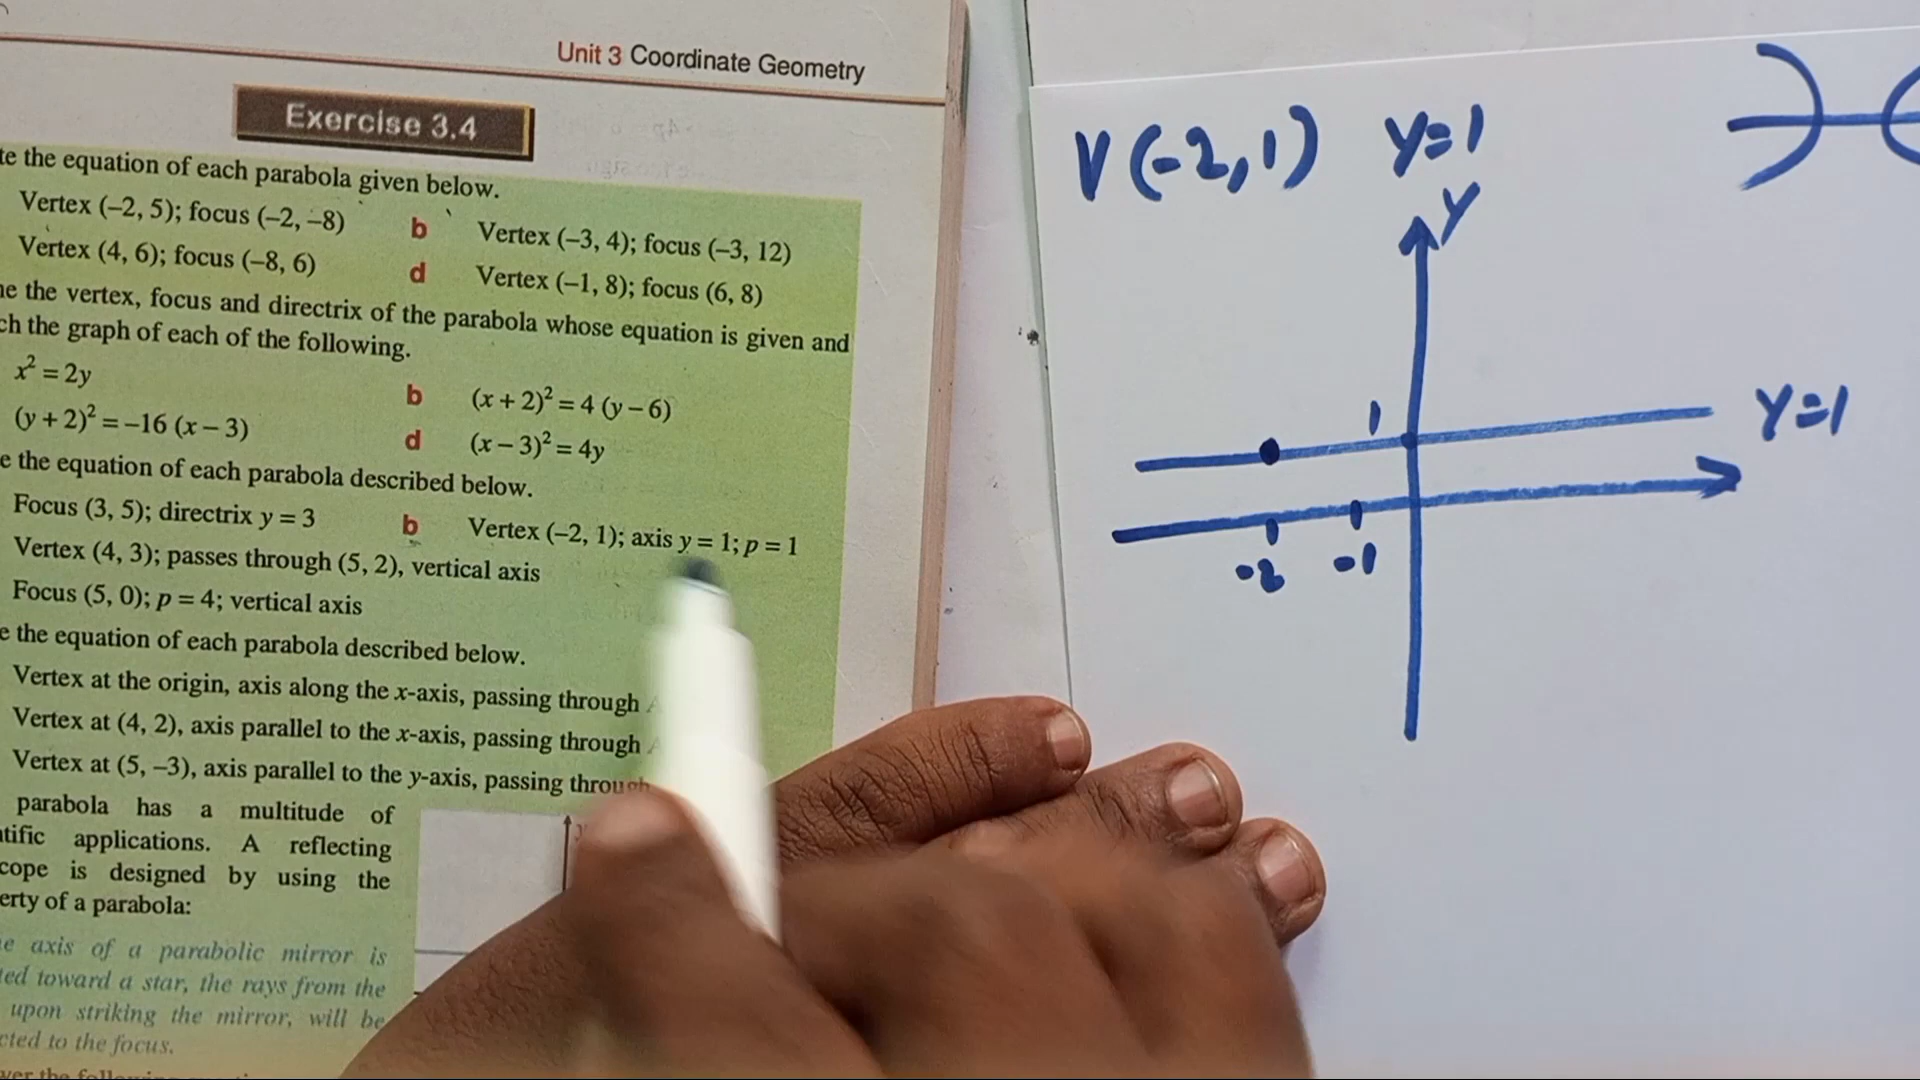 Unit 3 Coordinate Geometry
Exercise 3.4
te the equation of each parabola given below.
Vertex (–2, 5); focus (–2, –8)
b Vertex (–3, 4); focus (–3, 12)
Vertex (4, 6); focus (–8, 6)
d Vertex (–1, 8); focus (6, 8)
ne the vertex, focus and directrix of the parabola whose equation is given and
ch the graph of each of the following.
x² = 2y
b (x + 2)² = 4 (y – 6)
(y + 2)² = –16 (x – 3)
d (x – 3)² = 4y
e the equation of each parabola described below.
Focus (3, 5); directrix y = 3
b Vertex (–2, 1); axis y = 1; p = 1
Vertex (4, 3); passes through (5, 2), vertical axis
Focus (5, 0); p = 4; vertical axis
e the equation of each parabola described below.
Vertex at the origin, axis along the x-axis, passing through
Vertex at (4, 2), axis parallel to the x-axis, passing through
Vertex at (5, –3), axis parallel to the y-axis, passing through
parabola has a multitude of
tific applications. A reflecting
cope is designed by using the
erty of a parabola:
e axis of a parabolic mirror is
ted toward a star, the rays from the
upon striking the mirror, will be
cted to the focus.
V(-2,1) y=1
y
1
y=1
-2 -1